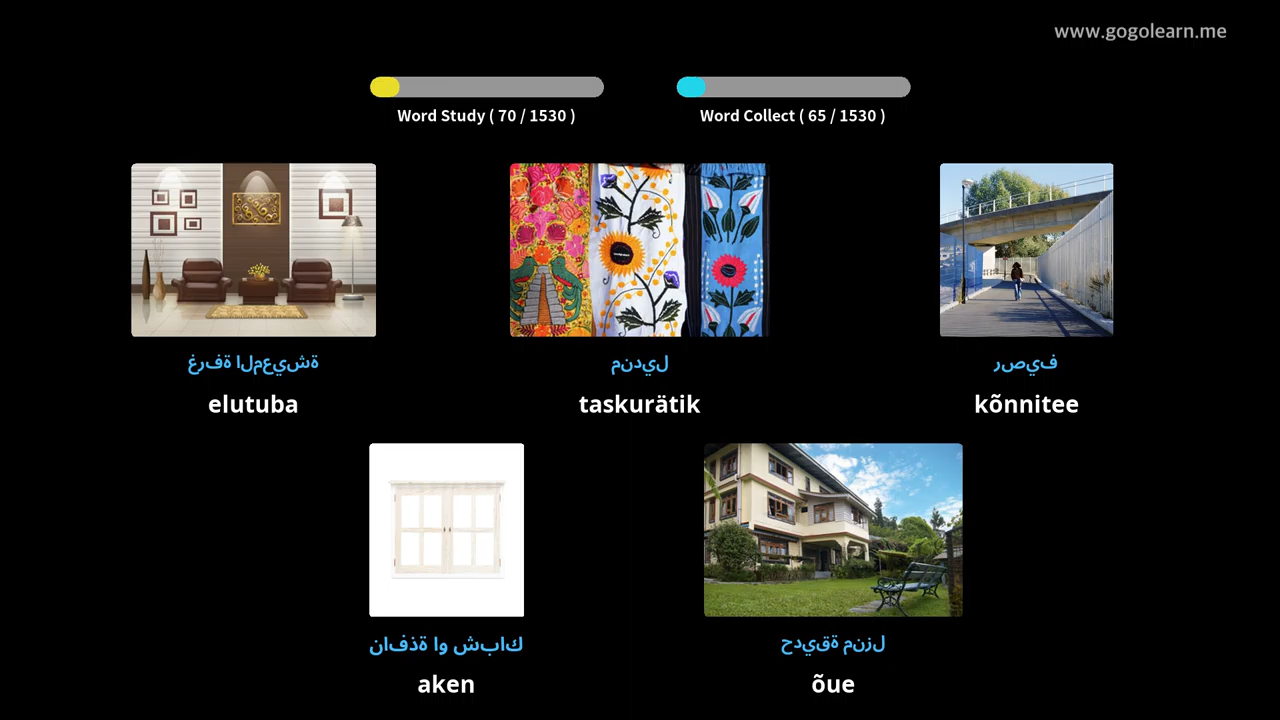 www.gogolearn.me
Word Study ( 70 / 1530 )
Word Collect ( 65 / 1530 )
غرفة المعيشة
elutuba
منديل
taskurätik
رصيف
kõnnitee
نافذة او شباك
aken
حديقة منزل
õue